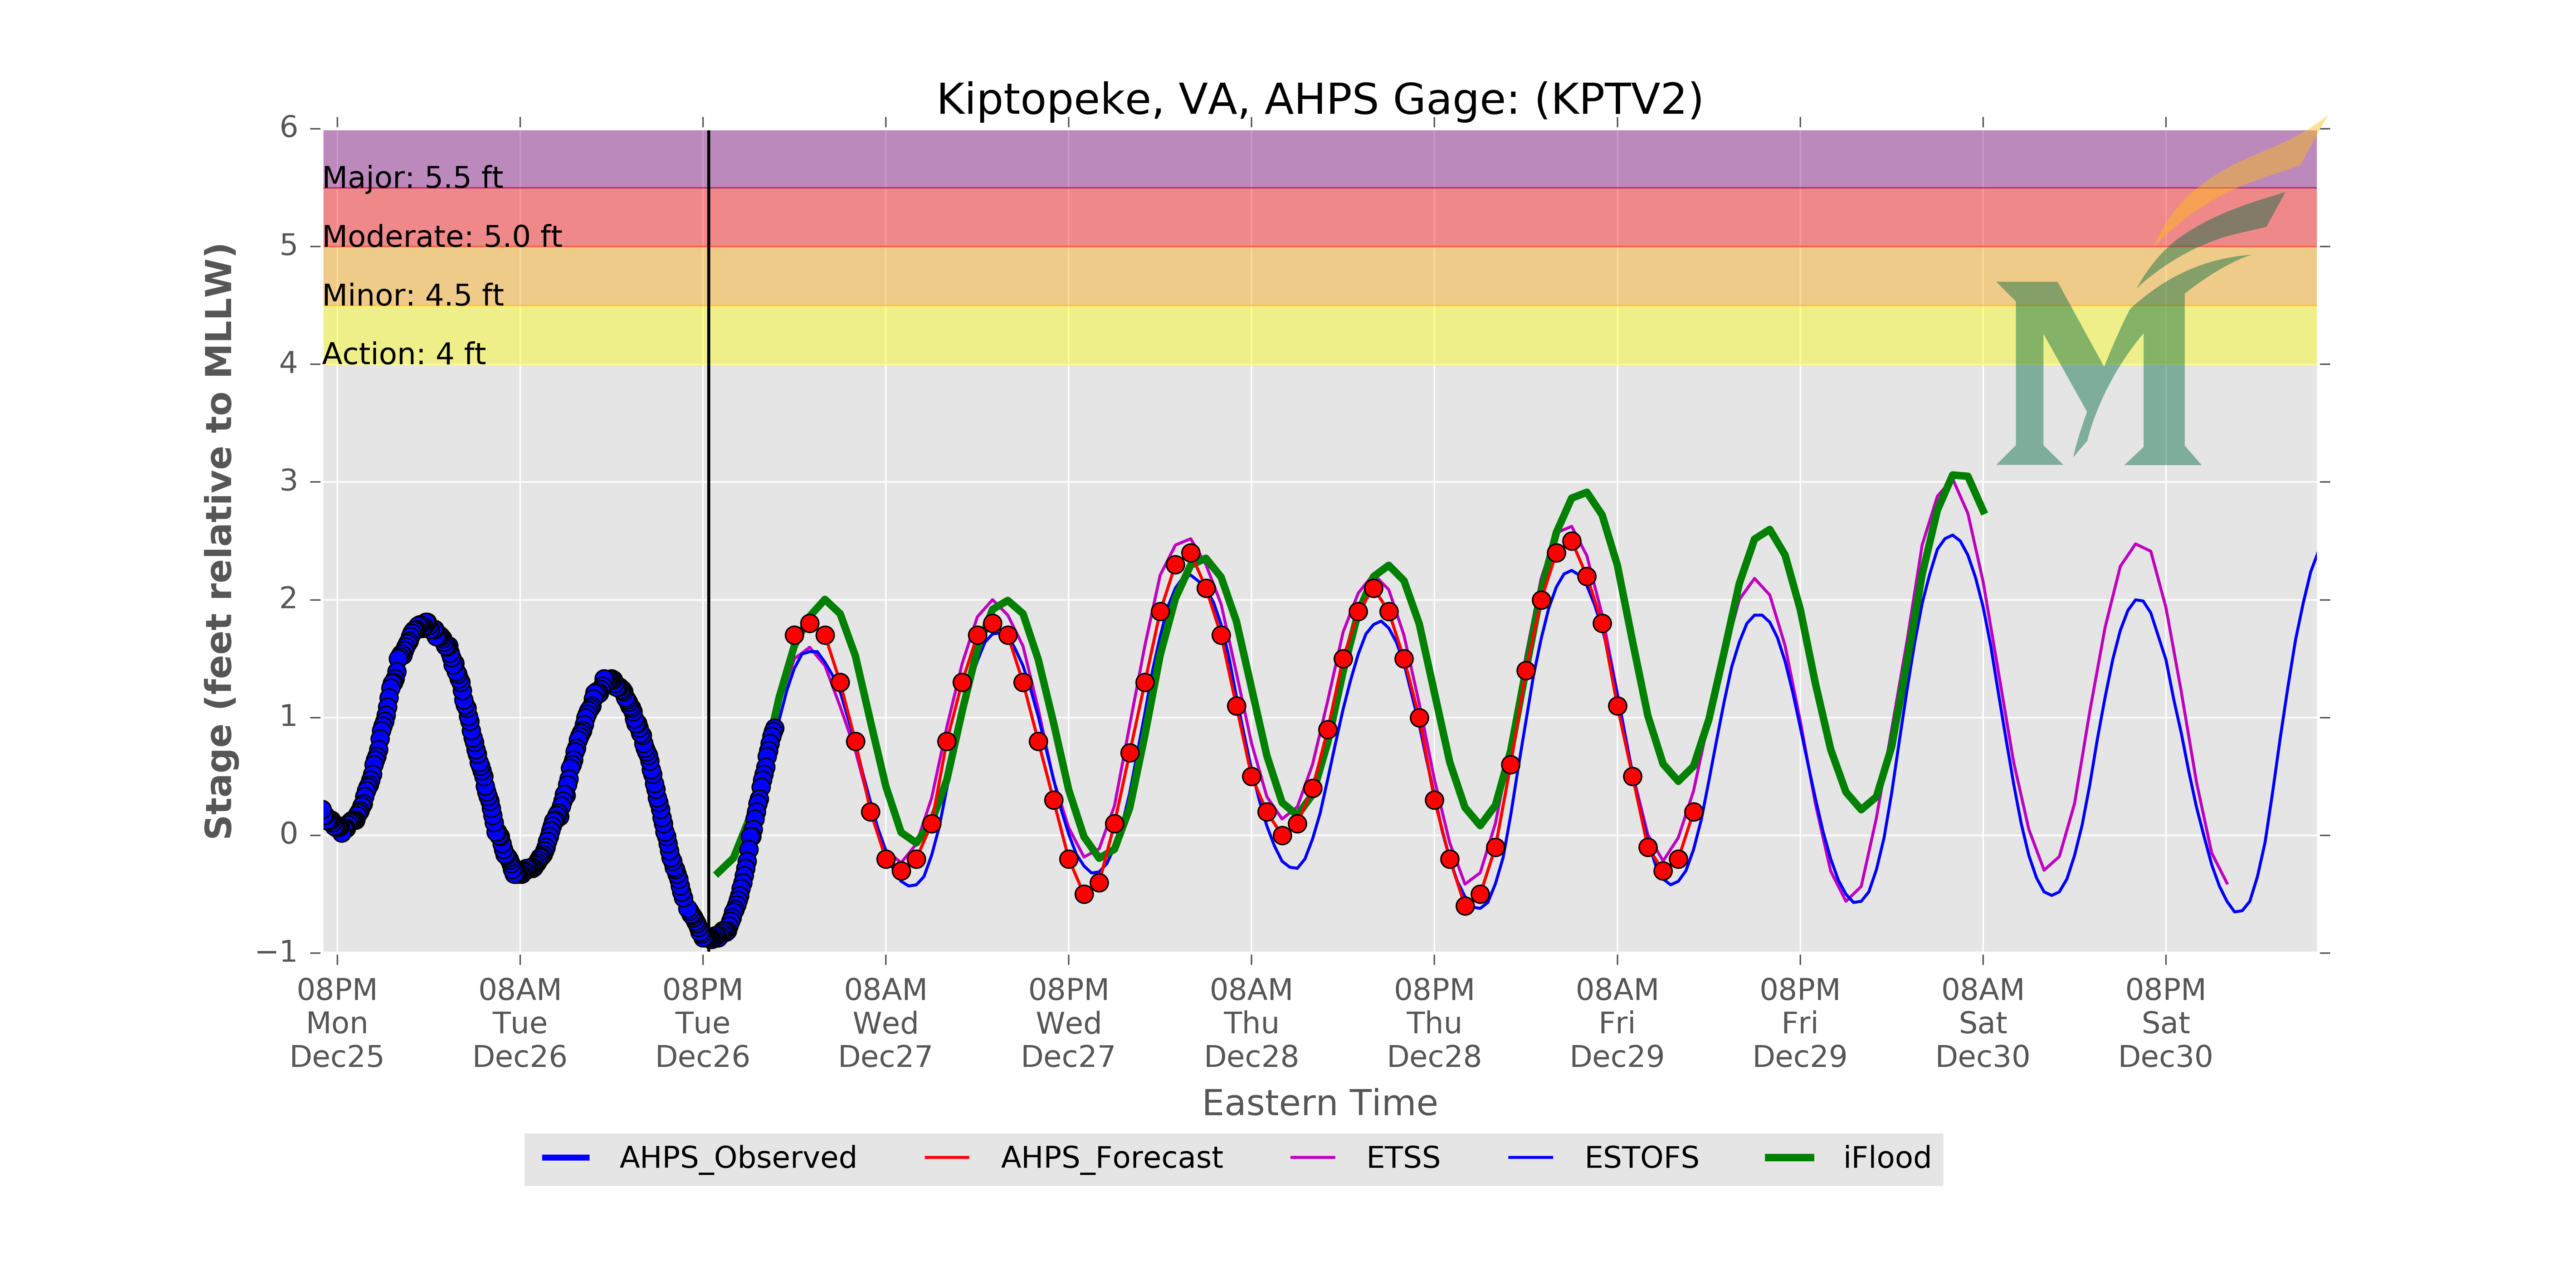 Kiptopeke, VA, AHPS Gage: (KPTV2)
6
5
4
3
2
1
0
−1
Stage (feet relative to MLLW)
Major: 5.5 ft
Moderate: 5.0 ft
Minor: 4.5 ft
Action: 4 ft
M
08PM 08AM 08PM 08AM 08PM 08AM 08PM 08AM 08PM 08AM 08PM
Mon Tue Tue Wed Wed Thu Thu Fri Fri Sat Sat
Dec25 Dec26 Dec26 Dec27 Dec27 Dec28 Dec28 Dec29 Dec29 Dec30 Dec30
Eastern Time
AHPS_Observed AHPS_Forecast ETSS ESTOFS iFlood